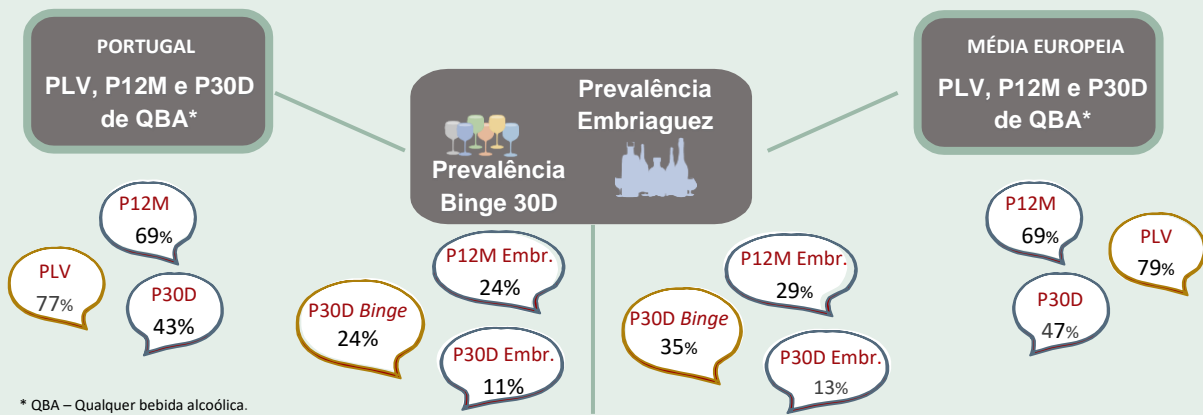 PORTUGAL
PLV, P12M e P30D
de QBA*
P12M
69%
PLV
77%
P30D
43%
Prevalência
Embriaguez
Prevalência
Binge 30D
P12M Embr.
24%
P30D Binge
24%
P30D Embr.
11%
P12M Embr.
29%
P30D Binge
35%
P30D Embr.
13%
MÉDIA EUROPEIA
PLV, P12M e P30D
de QBA*
P12M
69%
PLV
79%
P30D
47%
* QBA – Qualquer bebida alcoólica.